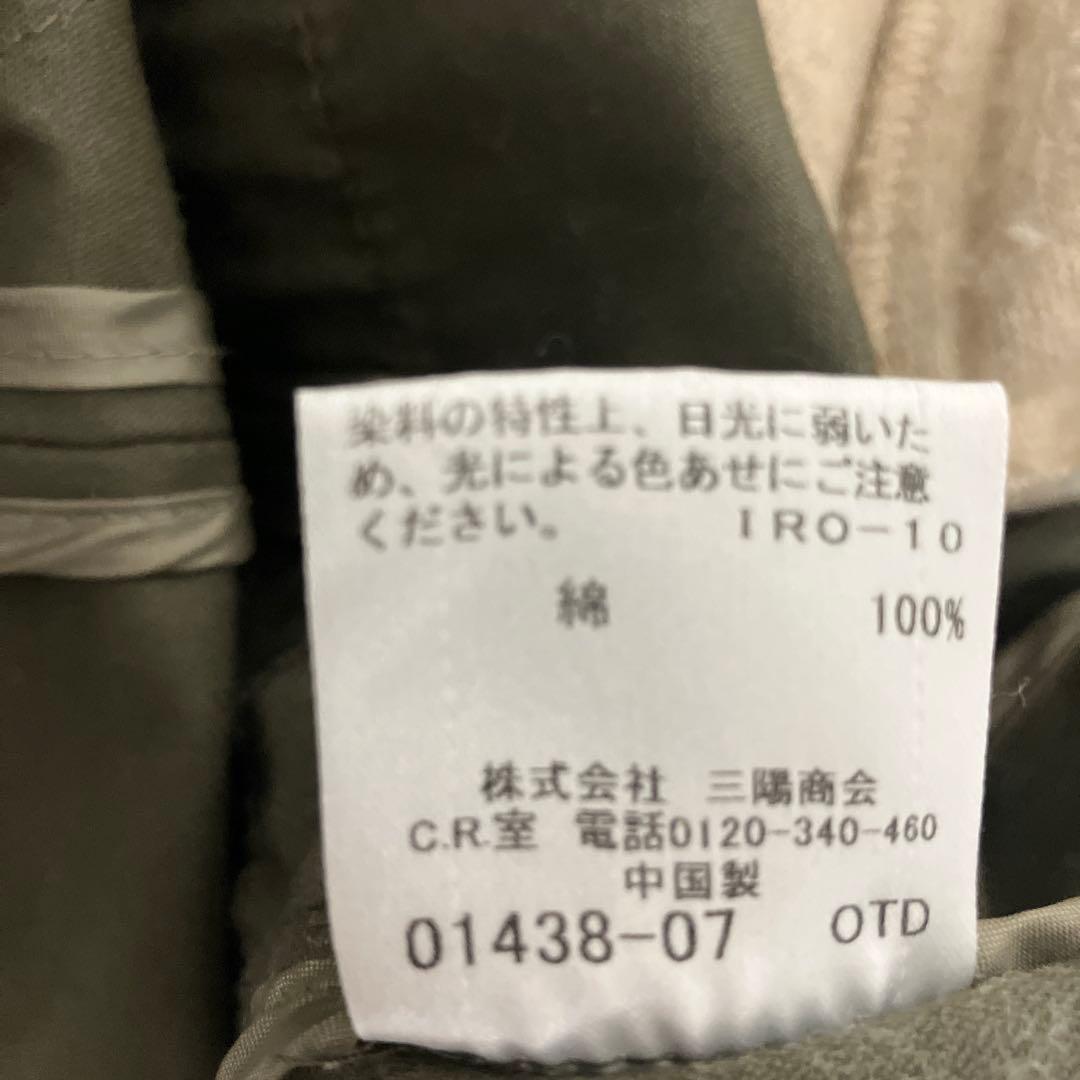 染料の特性上、日光に弱いた
め、光による色あせにご注意
ください。 IRO-10
綿 100%
株式会社 三陽商会
C.R.室 電話0120-340-460
中国製
01438-07 OTD